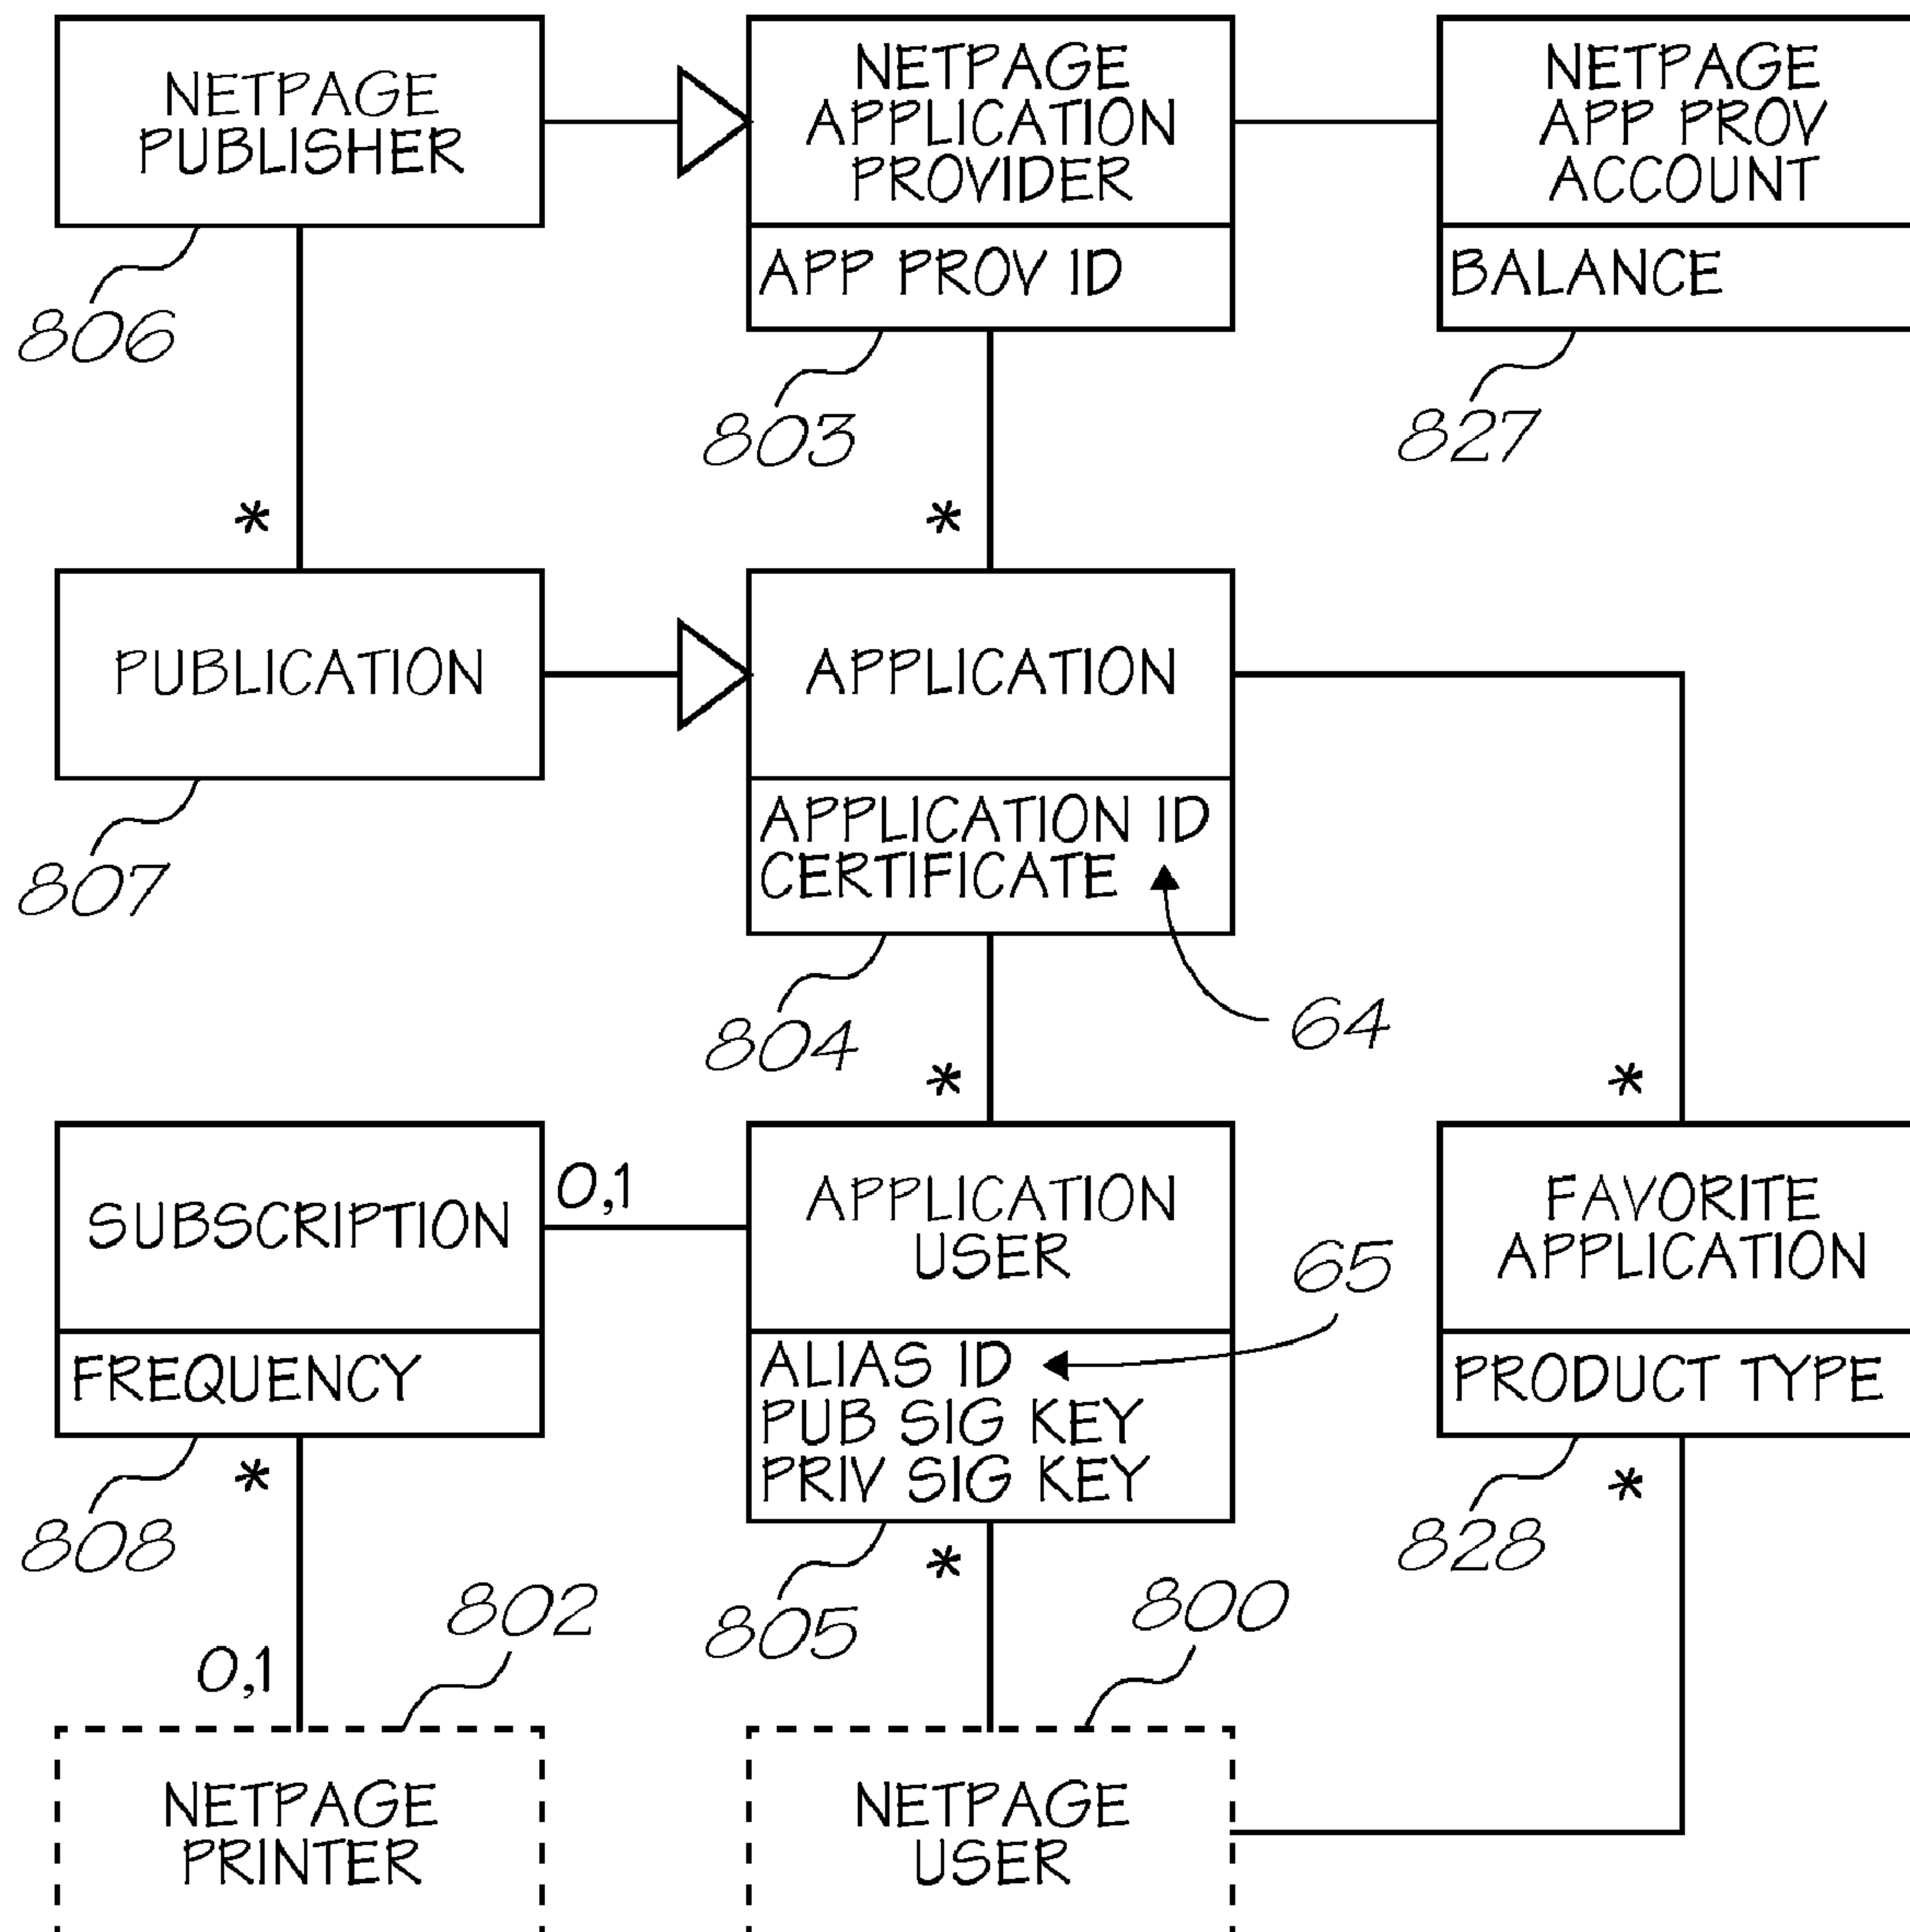 NETPAGE
PUBLISHER
806
NETPAGE
APPLICATION
PROVIDER
APP PROV ID
803
NETPAGE
APP PROV
ACCOUNT
BALANCE
827
*
*
PUBLICATION
807
APPLICATION
APPLICATION ID
CERTIFICATE
804
64
*
*
SUBSCRIPTION
FREQUENCY
808
0,1
APPLICATION
USER
ALIAS ID
PUB SIG KEY
PRIV SIG KEY
805
65
FAVORITE
APPLICATION
PRODUCT TYPE
828
*
*
*
0,1
802
800
NETPAGE
PRINTER
NETPAGE
USER